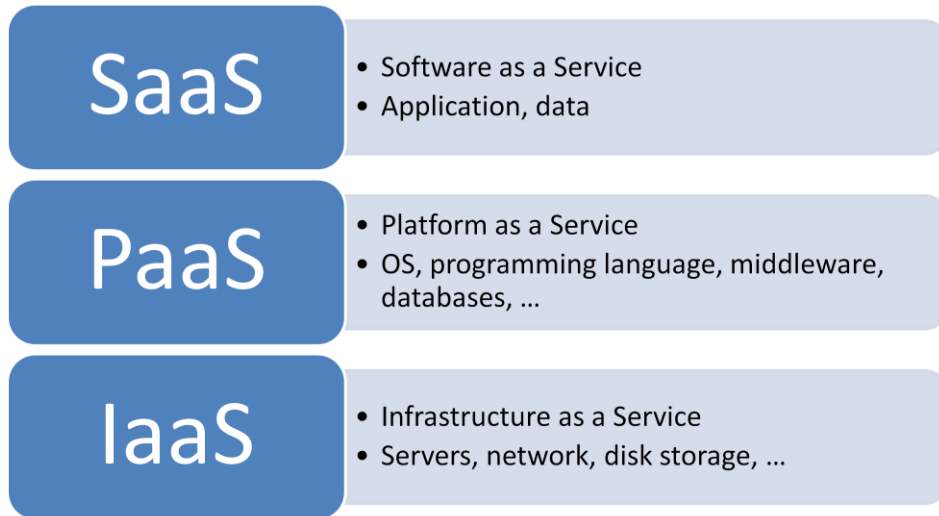 SaaS
• Software as a Service
• Application, data
PaaS
• Platform as a Service
• OS, programming language, middleware,
databases, ...
IaaS
• Infrastructure as a Service
• Servers, network, disk storage, ...